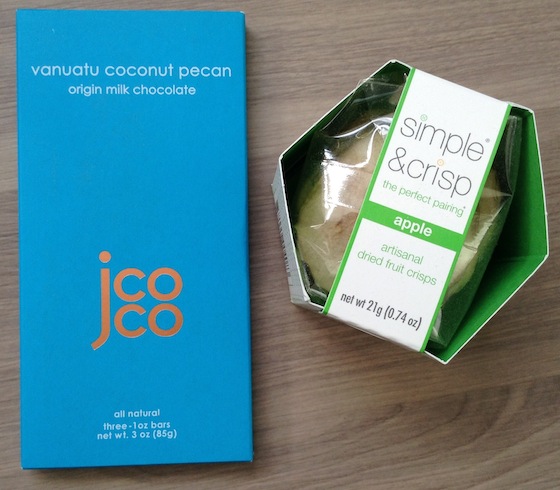 vanuatu coconut pecan
origin milk chocolate
jco
jco
all natural
three-1oz bars
net wt. 3 oz (85g)
simple®
&crisp
the perfect pairing®
apple
artisanal
dried fruit crisps
net wt 21g (0.74 oz)